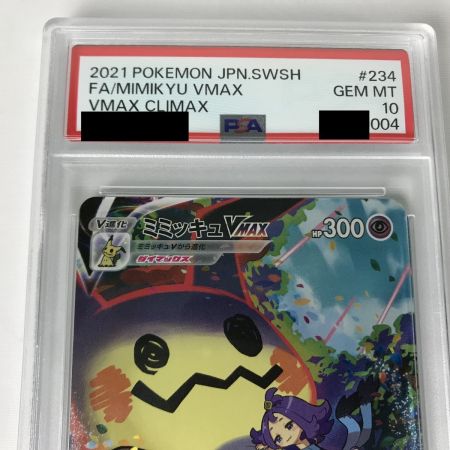 2021 POKEMON JPN.SWSH #234
FA/MIMIKYU VMAX GEM MT
VMAX CLIMAX 10
PSA 004
V進化 ミミッキュVMAX HP300
ミミッキュVから進化
ダイマックス